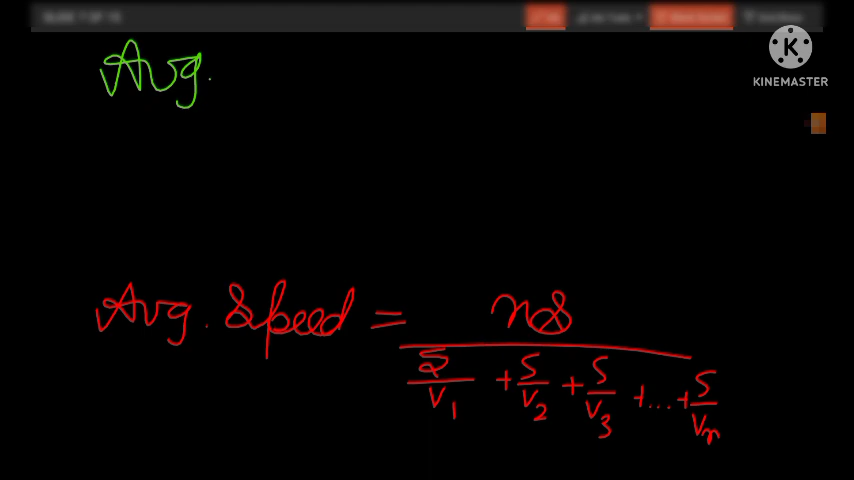 Avg.
KINEMASTER
Avg. Speed = ns
s/v1 + s/v2 + s/v3 + ... + s/vn